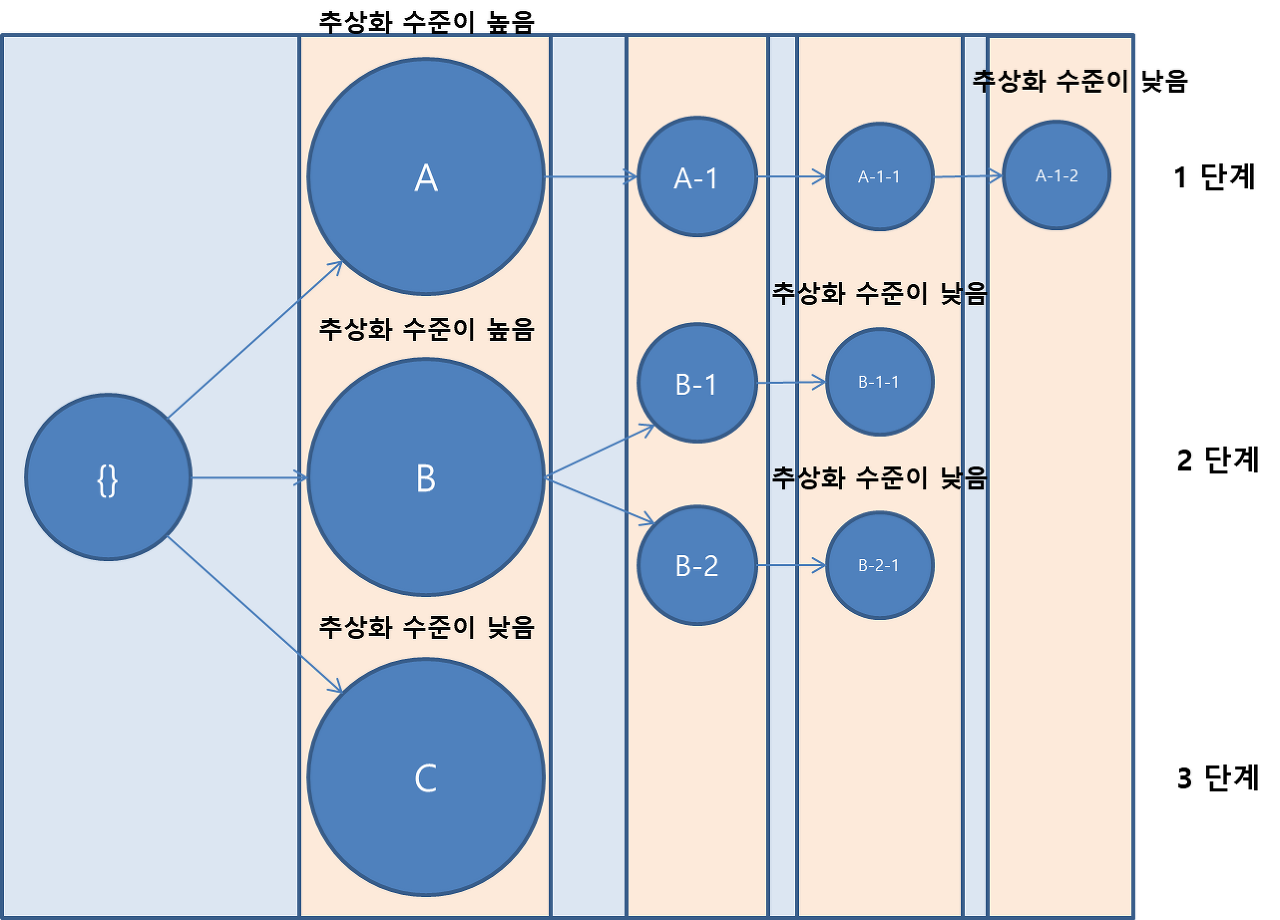 추상화 수준이 높음
추상화 수준이 낮음
A
A-1
A-1-1
A-1-2
1 단계
추상화 수준이 낮음
추상화 수준이 높음
B-1
B-1-1
{}
B
추상화 수준이 낮음
2 단계
B-2
B-2-1
추상화 수준이 낮음
C
3 단계